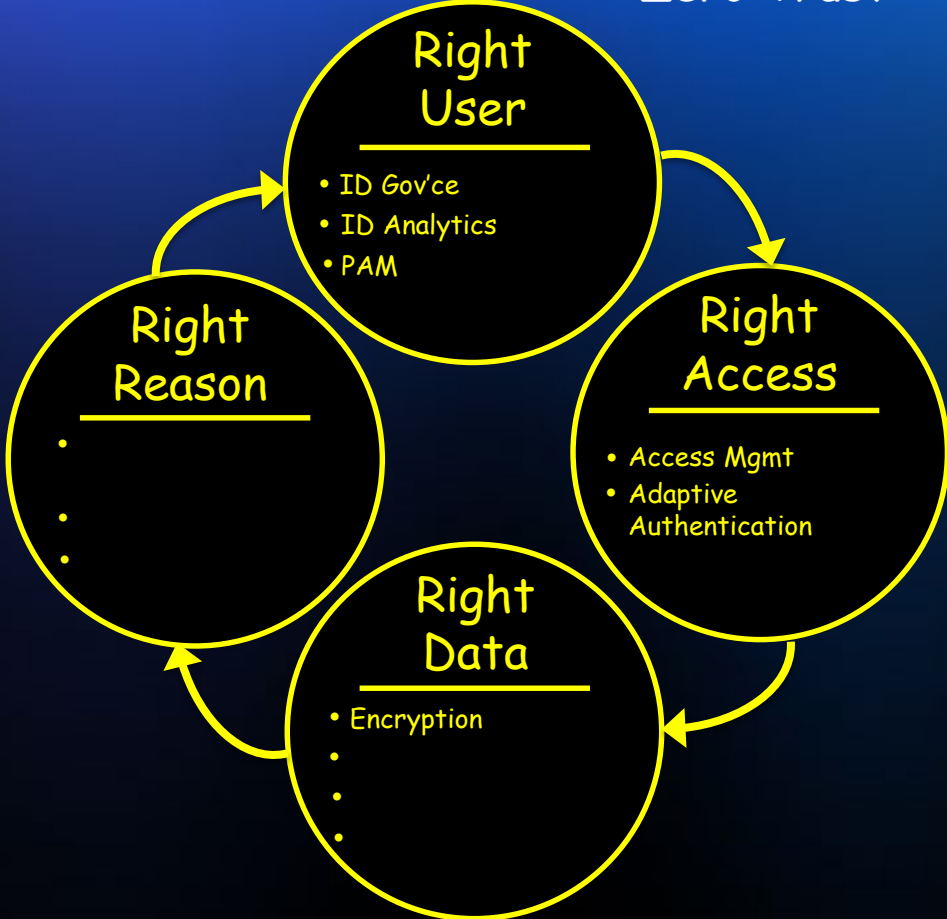 Right
User
• ID Gov'ce
• ID Analytics
• PAM
Right
Access
• Access Mgmt
• Adaptive
Authentication
Right
Data
• Encryption
•
•
•
Right
Reason
•
•
•